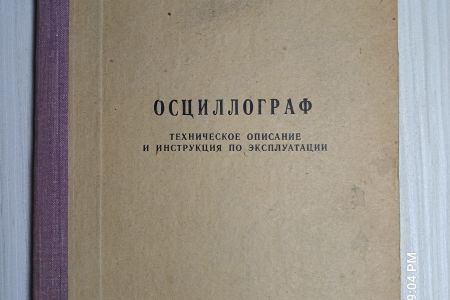 ОСЦИЛЛОГРАФ
ТЕХНИЧЕСКОЕ ОПИСАНИЕ
И ИНСТРУКЦИЯ ПО ЭКСПЛУАТАЦИИ
9:04 PM